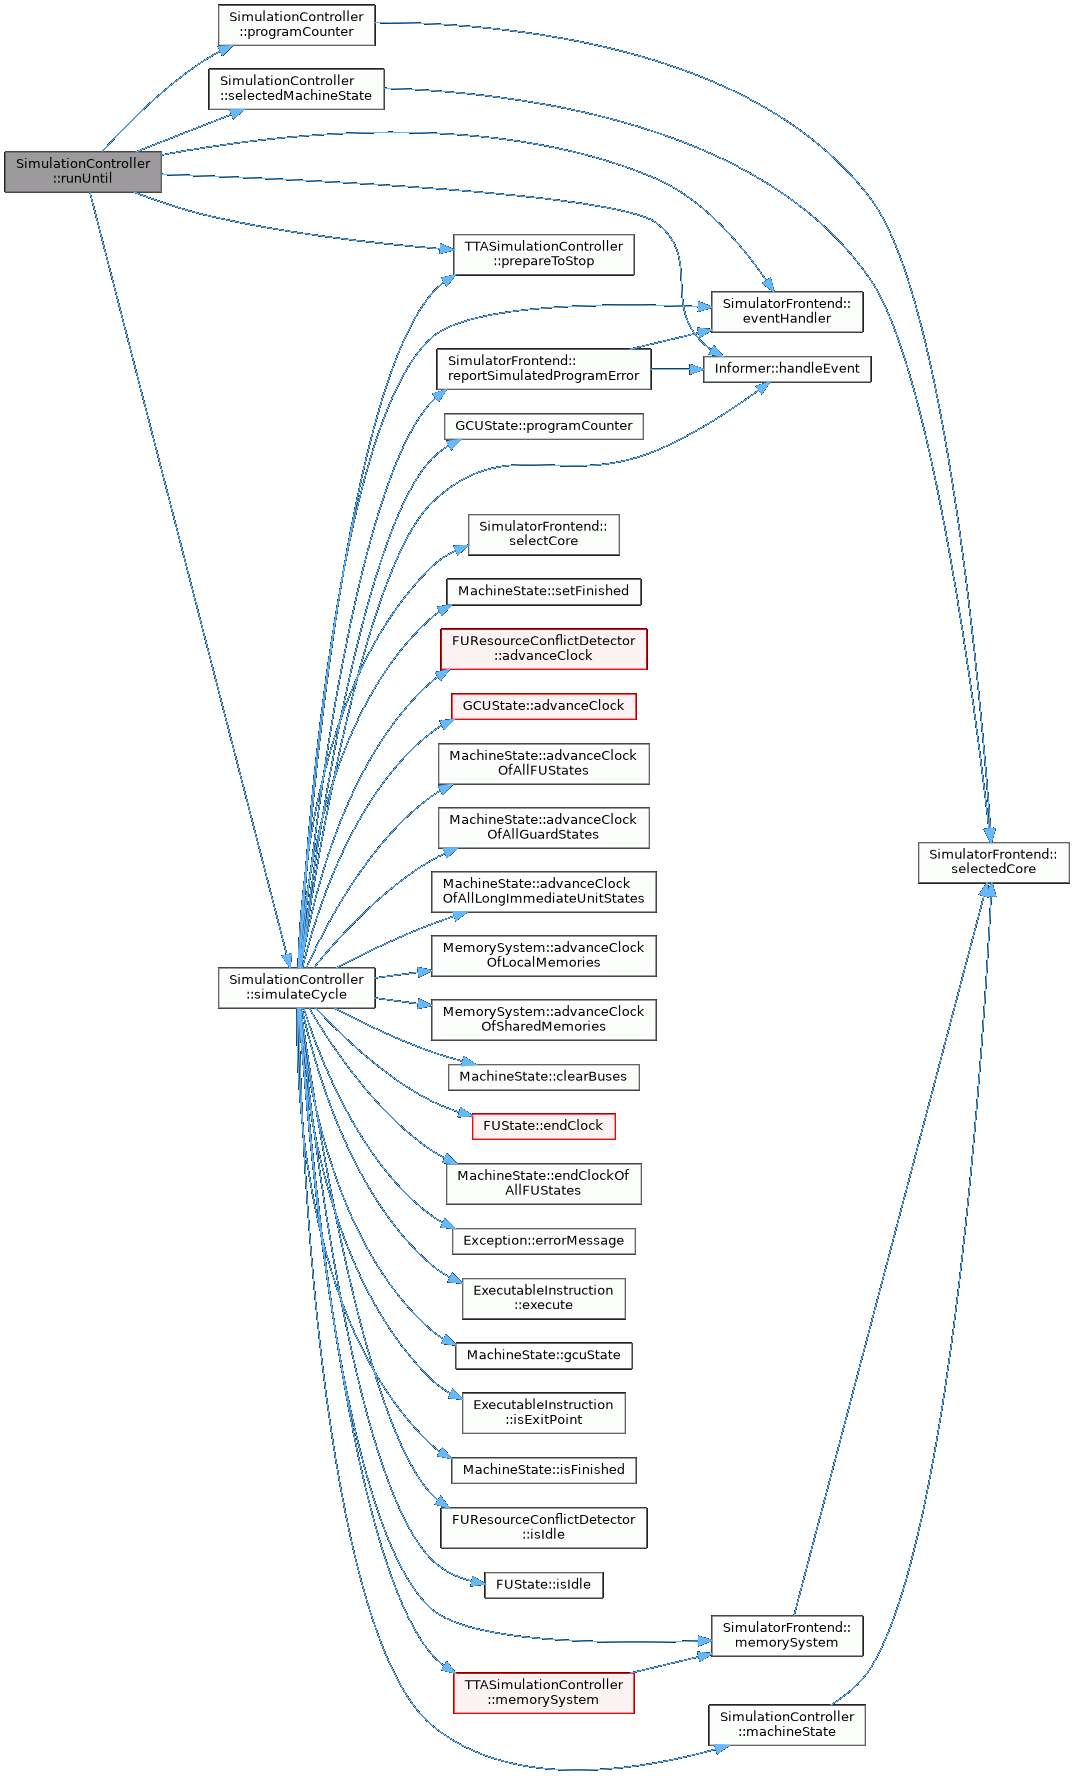 SimulationController
::programCounter
SimulationController
::selectedMachineState
SimulationController
::runUntil
TTASimulationController
::prepareToStop
SimulatorFrontend::
eventHandler
SimulatorFrontend::
reportSimulatedProgramError
Informer::handleEvent
GCUState::programCounter
SimulatorFrontend::
selectCore
MachineState::setFinished
FUResourceConflictDetector
::advanceClock
GCUState::advanceClock
MachineState::advanceClock
OfAllFUStates
MachineState::advanceClock
OfAllGuardStates
SimulatorFrontend::
selectedCore
MachineState::advanceClock
OfAllLongImmediateUnitStates
MemorySystem::advanceClock
OfLocalMemories
SimulationController
::simulateCycle
MemorySystem::advanceClock
OfSharedMemories
MachineState::clearBuses
FUState::endClock
MachineState::endClockOf
AllFUStates
Exception::errorMessage
ExecutableInstruction
::execute
MachineState::gcuState
ExecutableInstruction
::isExitPoint
MachineState::isFinished
FUResourceConflictDetector
::isIdle
FUState::isIdle
SimulatorFrontend::
memorySystem
TTASimulationController
::memorySystem
SimulationController
::machineState